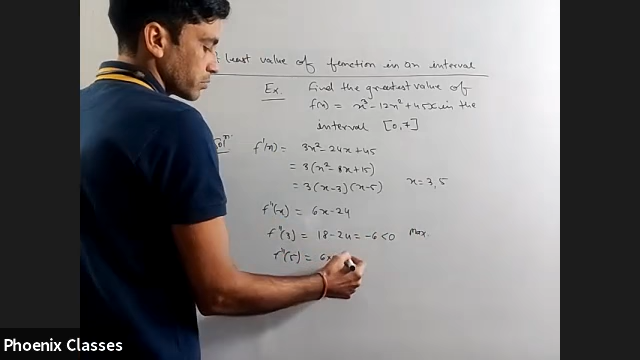 least value of function in an interval
Ex. Find the greatest value of
f(x) = x³-12x²+45x in the
interval [0,7]
Solⁿ. f'(x) = 3x²-24x+45
= 3(x²-8x+15)
= 3(x-3)(x-5) x=3,5
f"(x) = 6x-24
f"(3) = 18-24 = -6<0 Max.
f"(5) = 6x
Phoenix Classes